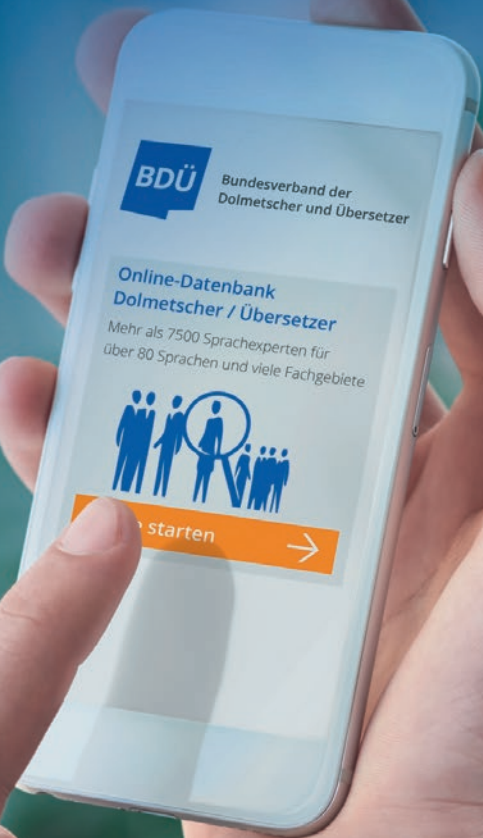 BDÜ
Bundesverband der
Dolmetscher und Übersetzer
Online-Datenbank
Dolmetscher / Übersetzer
Mehr als 7500 Sprachexperten für
über 80 Sprachen und viele Fachgebiete
starten